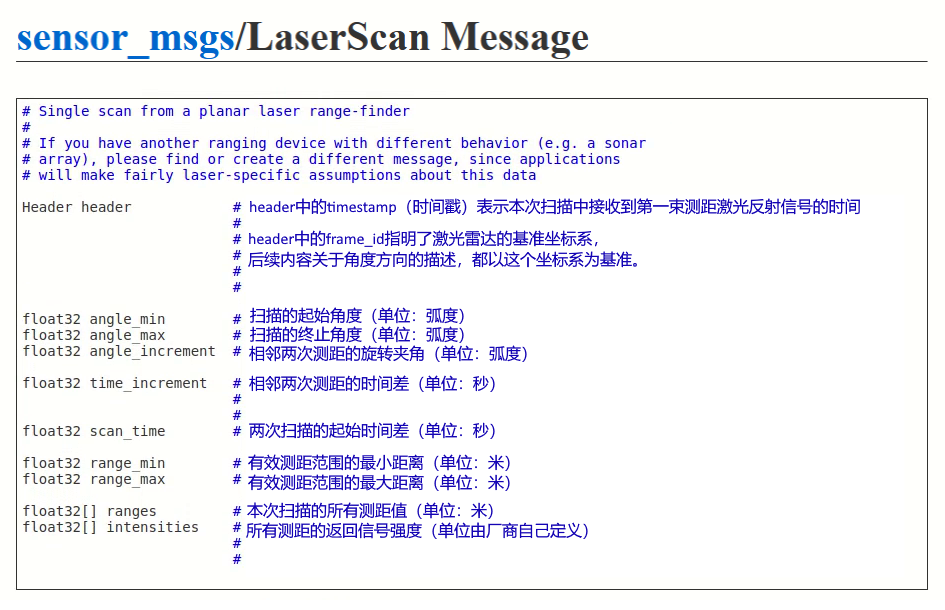 sensor_msgs/LaserScan Message
# Single scan from a planar laser range-finder
#
# If you have another ranging device with different behavior (e.g. a sonar
# array), please find or create a different message, since applications
# will make fairly laser-specific assumptions about this data
Header header # header中的timestamp（时间戳）表示本次扫描中接收到第一束测距激光反射信号的时间
#
# header中的frame_id指明了激光雷达的基准坐标系，
# 后续内容关于角度方向的描述，都以这个坐标系为基准。
#
#
float32 angle_min # 扫描的起始角度（单位：弧度）
float32 angle_max # 扫描的终止角度（单位：弧度）
float32 angle_increment # 相邻两次测距的旋转夹角（单位：弧度）
float32 time_increment # 相邻两次测距的时间差（单位：秒）
#
#
float32 scan_time # 两次扫描的起始时间差（单位：秒）
float32 range_min # 有效测距范围的最小距离（单位：米）
float32 range_max # 有效测距范围的最大距离（单位：米）
float32[] ranges # 本次扫描的所有测距值（单位：米）
float32[] intensities # 所有测距的返回信号强度（单位由厂商自己定义）
#
#